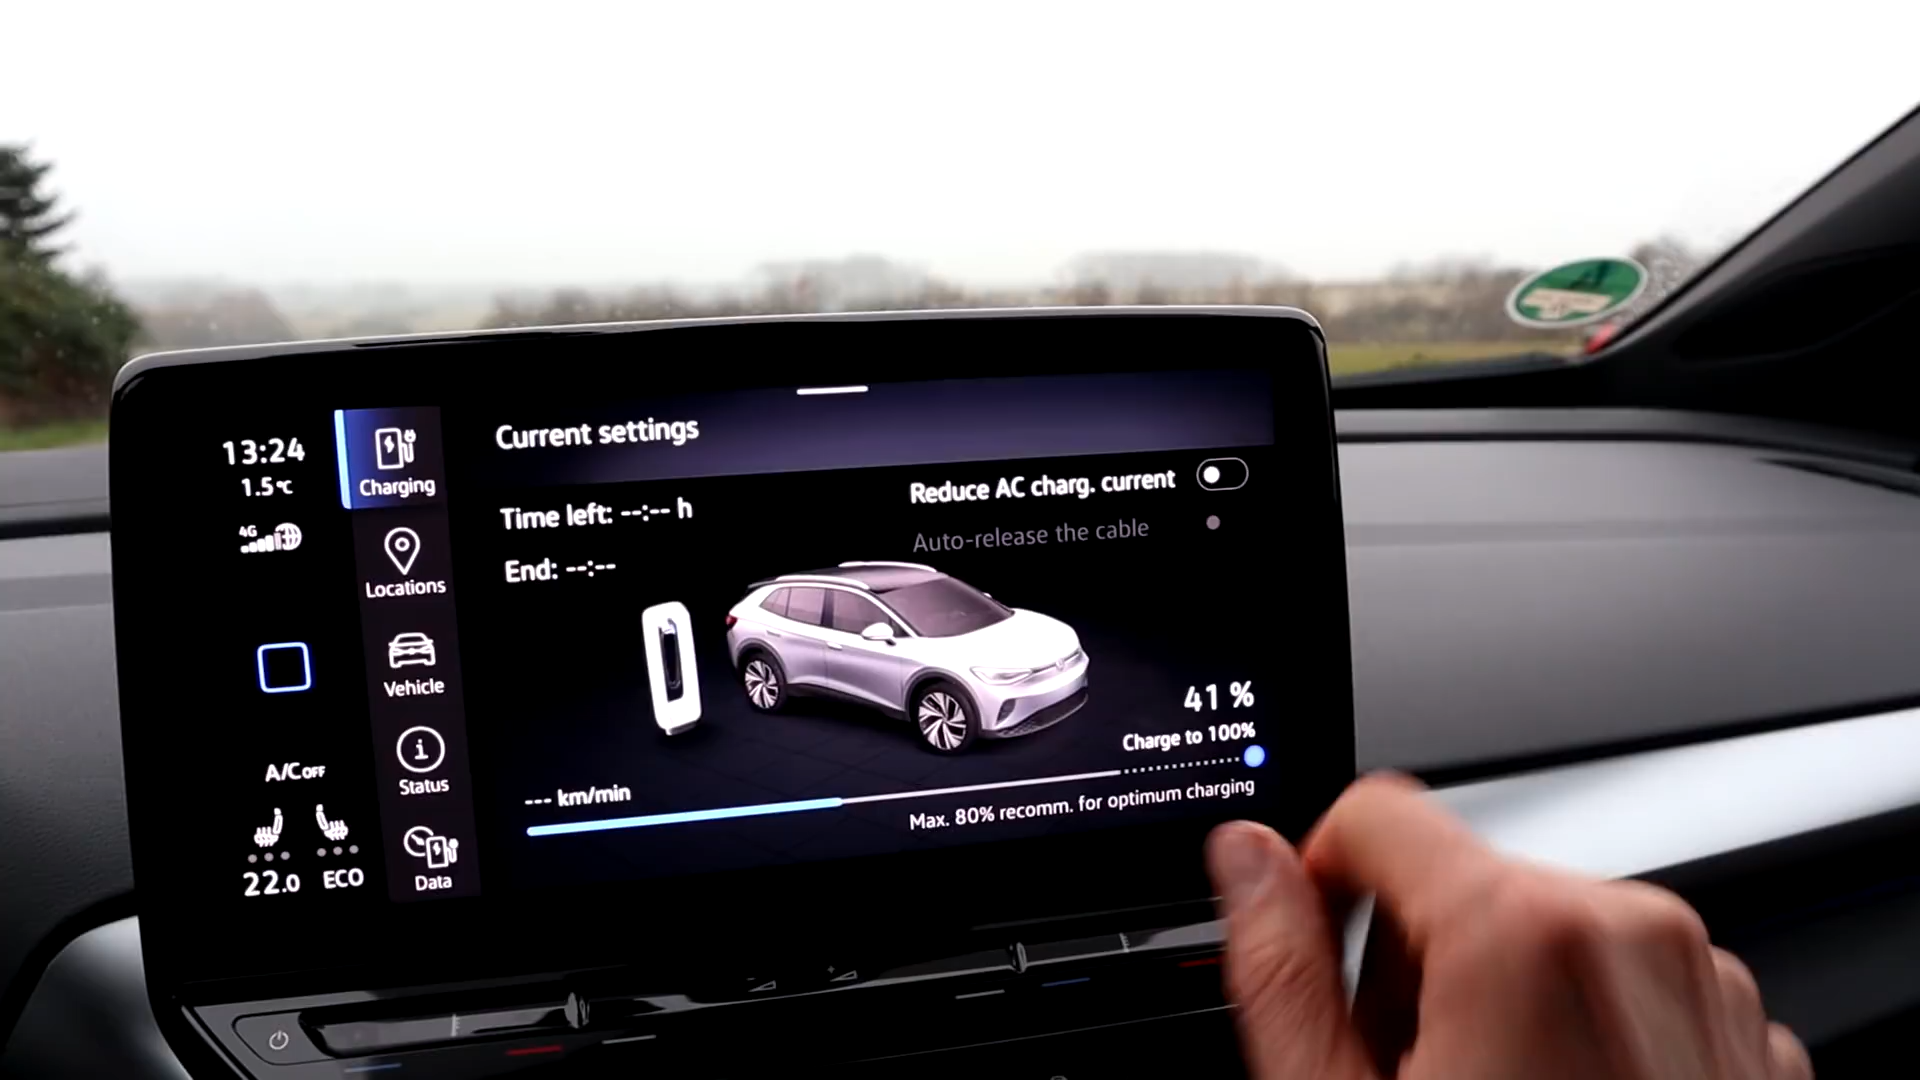 13:24
1.5°C
4G
Charging
Locations
Vehicle
Status
Data
A/C OFF
22.0 ECO
Current settings
Time left: --:-- h
End: --:--
Reduce AC charg. current
Auto-release the cable
41 %
Charge to 100%
--- km/min
Max. 80% recomm. for optimum charging